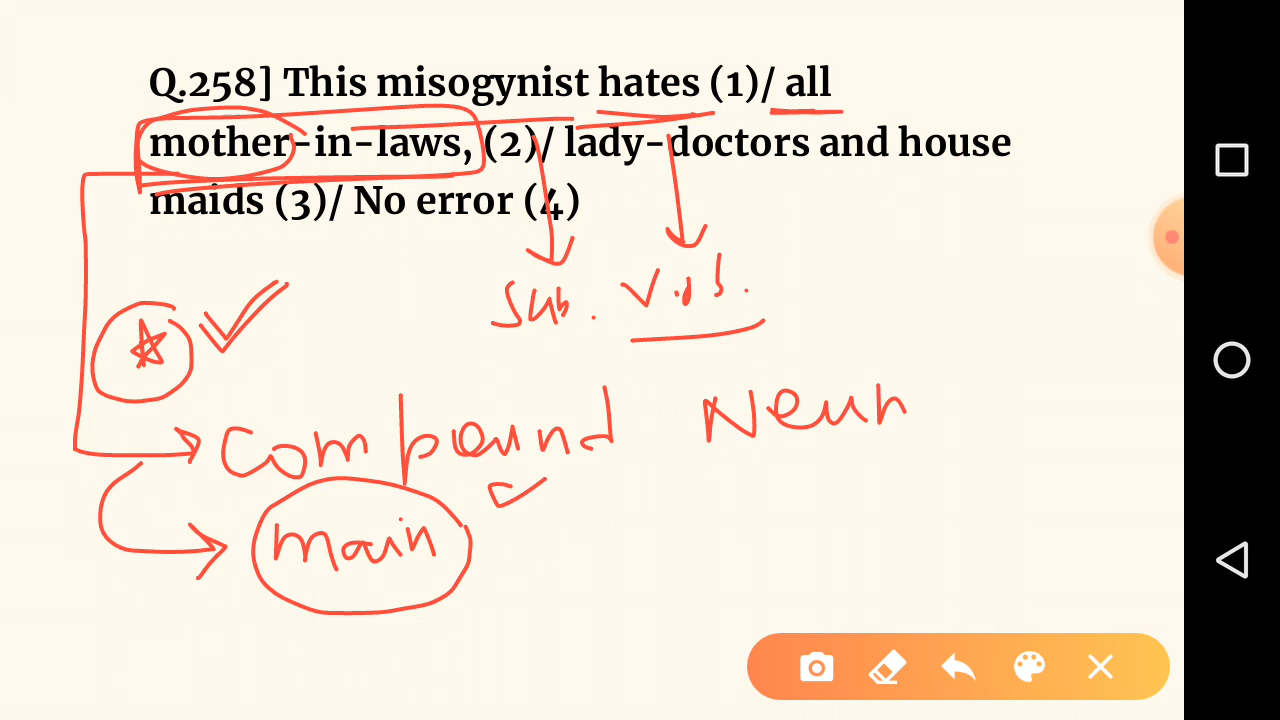 Q.258] This misogynist hates (1)/ all
mother-in-laws, (2)/ lady-doctors and house
maids (3)/ No error (4)
Sub.
Compound Noun
main